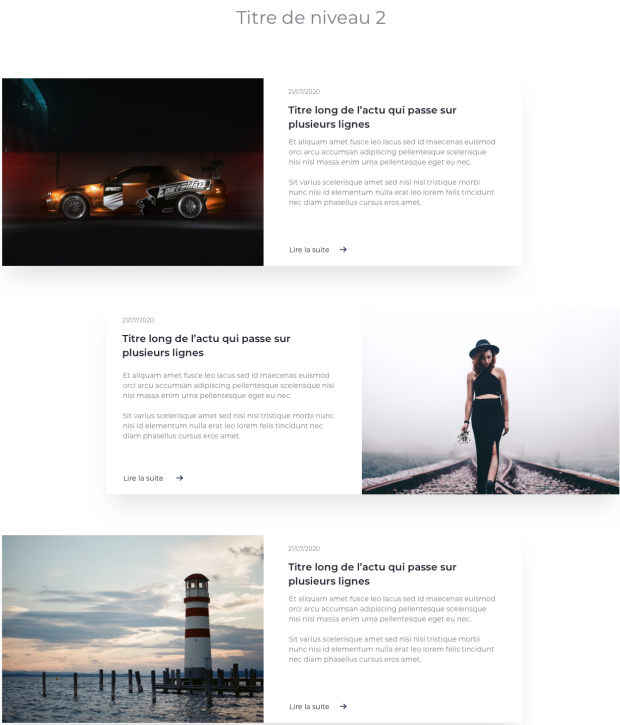 Titre de niveau 2
21/07/2020
Titre long de l'actu qui passe sur
plusieurs lignes
Et aliquam amet fusce leo lacus sed id maecenas euismod
orci arcu accumsan adipiscing pellentesque scelerisque
nisi nisl massa enim urna pellentesque eget eu nec.
Sit varius scelerisque amet sed nisi nisl tristique morbi
nunc nisi id elementum nulla erat leo lorem felis tincidunt
nec diam phasellus cursus eros amet.
Lire la suite →
21/07/2020
Titre long de l'actu qui passe sur
plusieurs lignes
Et aliquam amet fusce leo lacus sed id maecenas euismod
orci arcu accumsan adipiscing pellentesque scelerisque nisi
nisl massa enim urna pellentesque eget eu nec.
Sit varius scelerisque amet sed nisi nisl tristique morbi nunc
nisi id elementum nulla erat leo lorem felis tincidunt nec
diam phasellus cursus eros amet.
Lire la suite →
21/07/2020
Titre long de l'actu qui passe sur
plusieurs lignes
Et aliquam amet fusce leo lacus sed id maecenas euismod
orci arcu accumsan adipiscing pellentesque scelerisque
nisi nisl massa enim urna pellentesque eget eu nec.
Sit varius scelerisque amet sed nisi nisl tristique morbi
nunc nisi id elementum nulla erat leo lorem felis tincidunt
nec diam phasellus cursus eros amet.
Lire la suite →